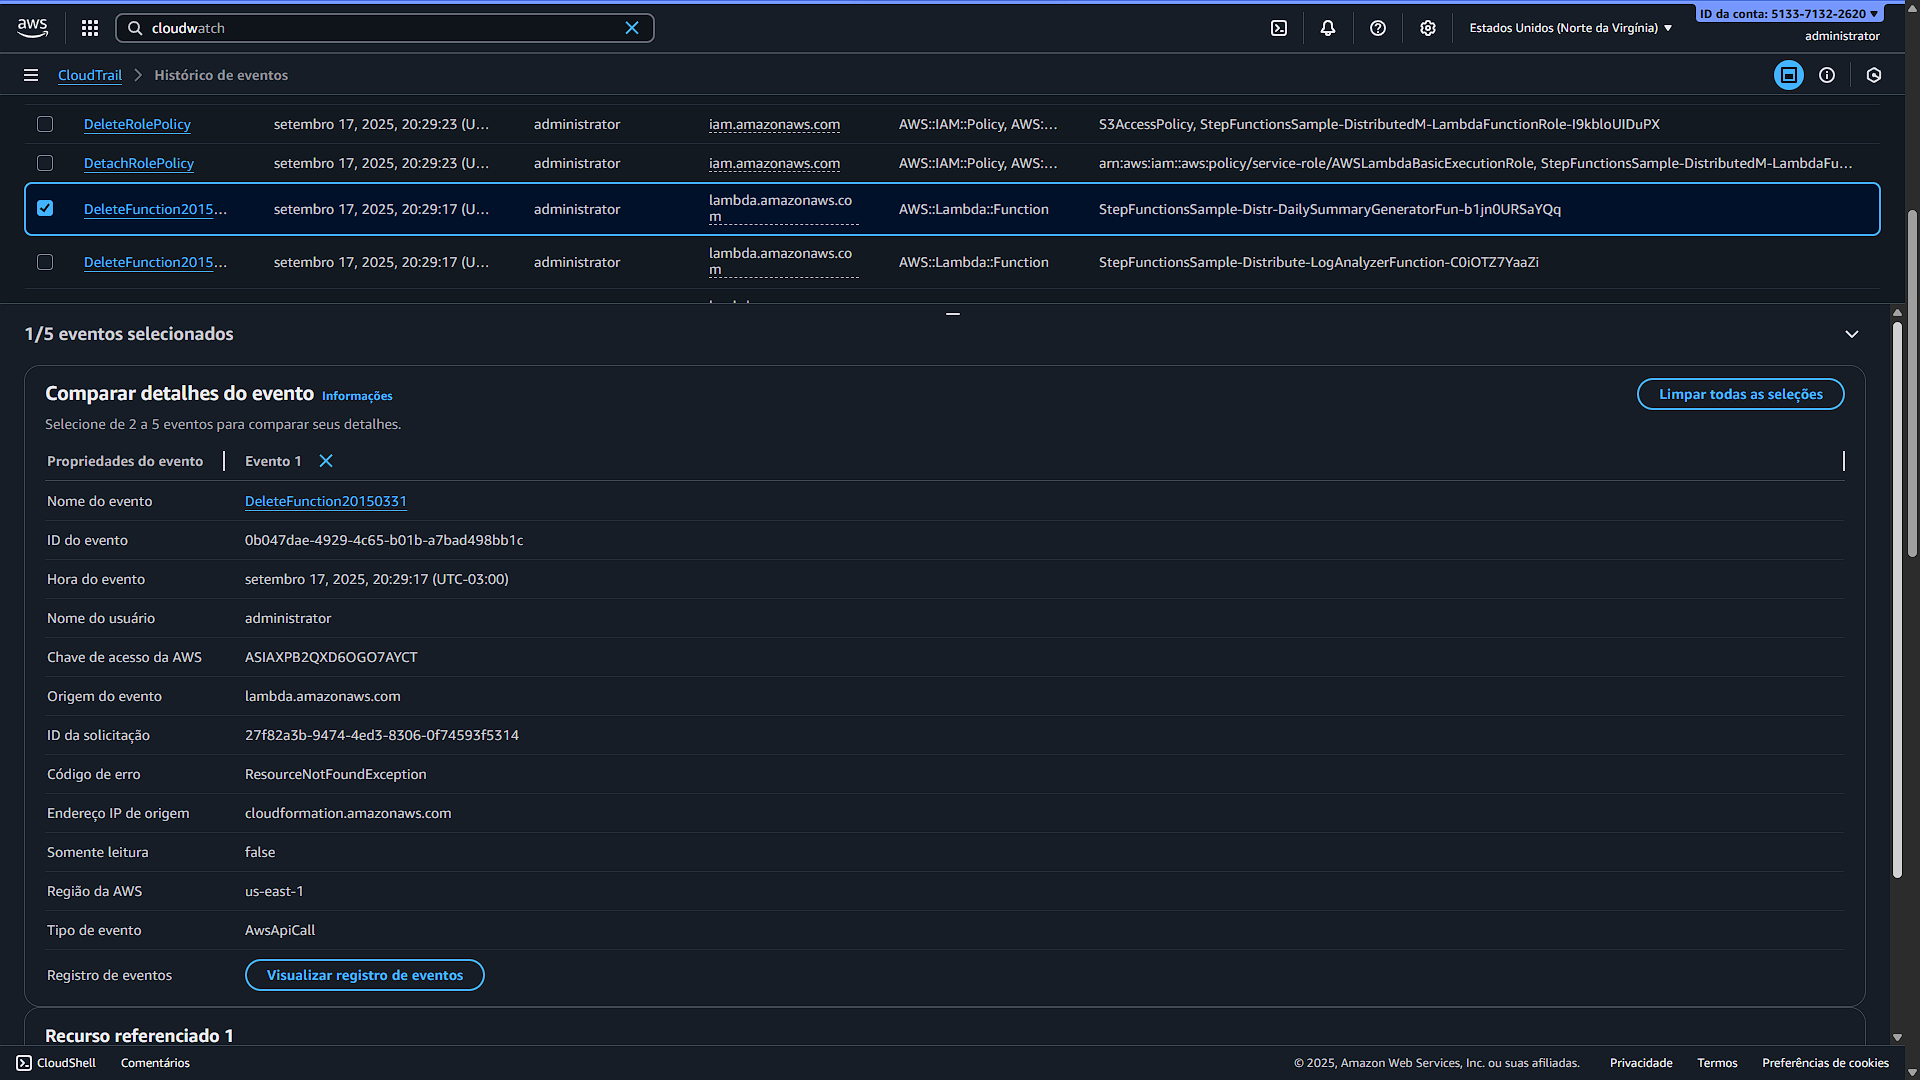 aws
cloudwatch
Estados Unidos (Norte da Virgínia)
ID da conta: 5133-7132-2620
administrator
CloudTrail
Histórico de eventos
DeleteRolePolicy setembro 17, 2025, 20:29:23 (U... administrator iam.amazonaws.com AWS::IAM::Policy, AWS:... S3AccessPolicy, StepFunctionsSample-DistributedM-LambdaFunctionRole-I9kbloUIDuPX
DetachRolePolicy setembro 17, 2025, 20:29:23 (U... administrator iam.amazonaws.com AWS::IAM::Policy, AWS:... arn:aws:iam::aws:policy/service-role/AWSLambdaBasicExecutionRole, StepFunctionsSample-DistributedM-LambdaFu...
DeleteFunction2015... setembro 17, 2025, 20:29:17 (U... administrator lambda.amazonaws.com AWS::Lambda::Function StepFunctionsSample-Distr-DailySummaryGeneratorFun-b1jn0URSaYQq
DeleteFunction2015... setembro 17, 2025, 20:29:17 (U... administrator lambda.amazonaws.com AWS::Lambda::Function StepFunctionsSample-Distribute-LogAnalyzerFunction-C0iOTZ7YaaZi
1/5 eventos selecionados
Comparar detalhes do evento Informações
Limpar todas as seleções
Selecione de 2 a 5 eventos para comparar seus detalhes.
Propriedades do evento Evento 1
Nome do evento DeleteFunction20150331
ID do evento 0b047dae-4929-4c65-b01b-a7bad498bb1c
Hora do evento setembro 17, 2025, 20:29:17 (UTC-03:00)
Nome do usuário administrator
Chave de acesso da AWS ASIAXPB2QXD6OGO7AYCT
Origem do evento lambda.amazonaws.com
ID da solicitação 27f82a3b-9474-4ed3-8306-0f74593f5314
Código de erro ResourceNotFoundException
Endereço IP de origem cloudformation.amazonaws.com
Somente leitura false
Região da AWS us-east-1
Tipo de evento AwsApiCall
Registro de eventos Visualizar registro de eventos
Recurso referenciado 1
CloudShell Comentários © 2025, Amazon Web Services, Inc. ou suas afiliadas. Privacidade Termos Preferências de cookies